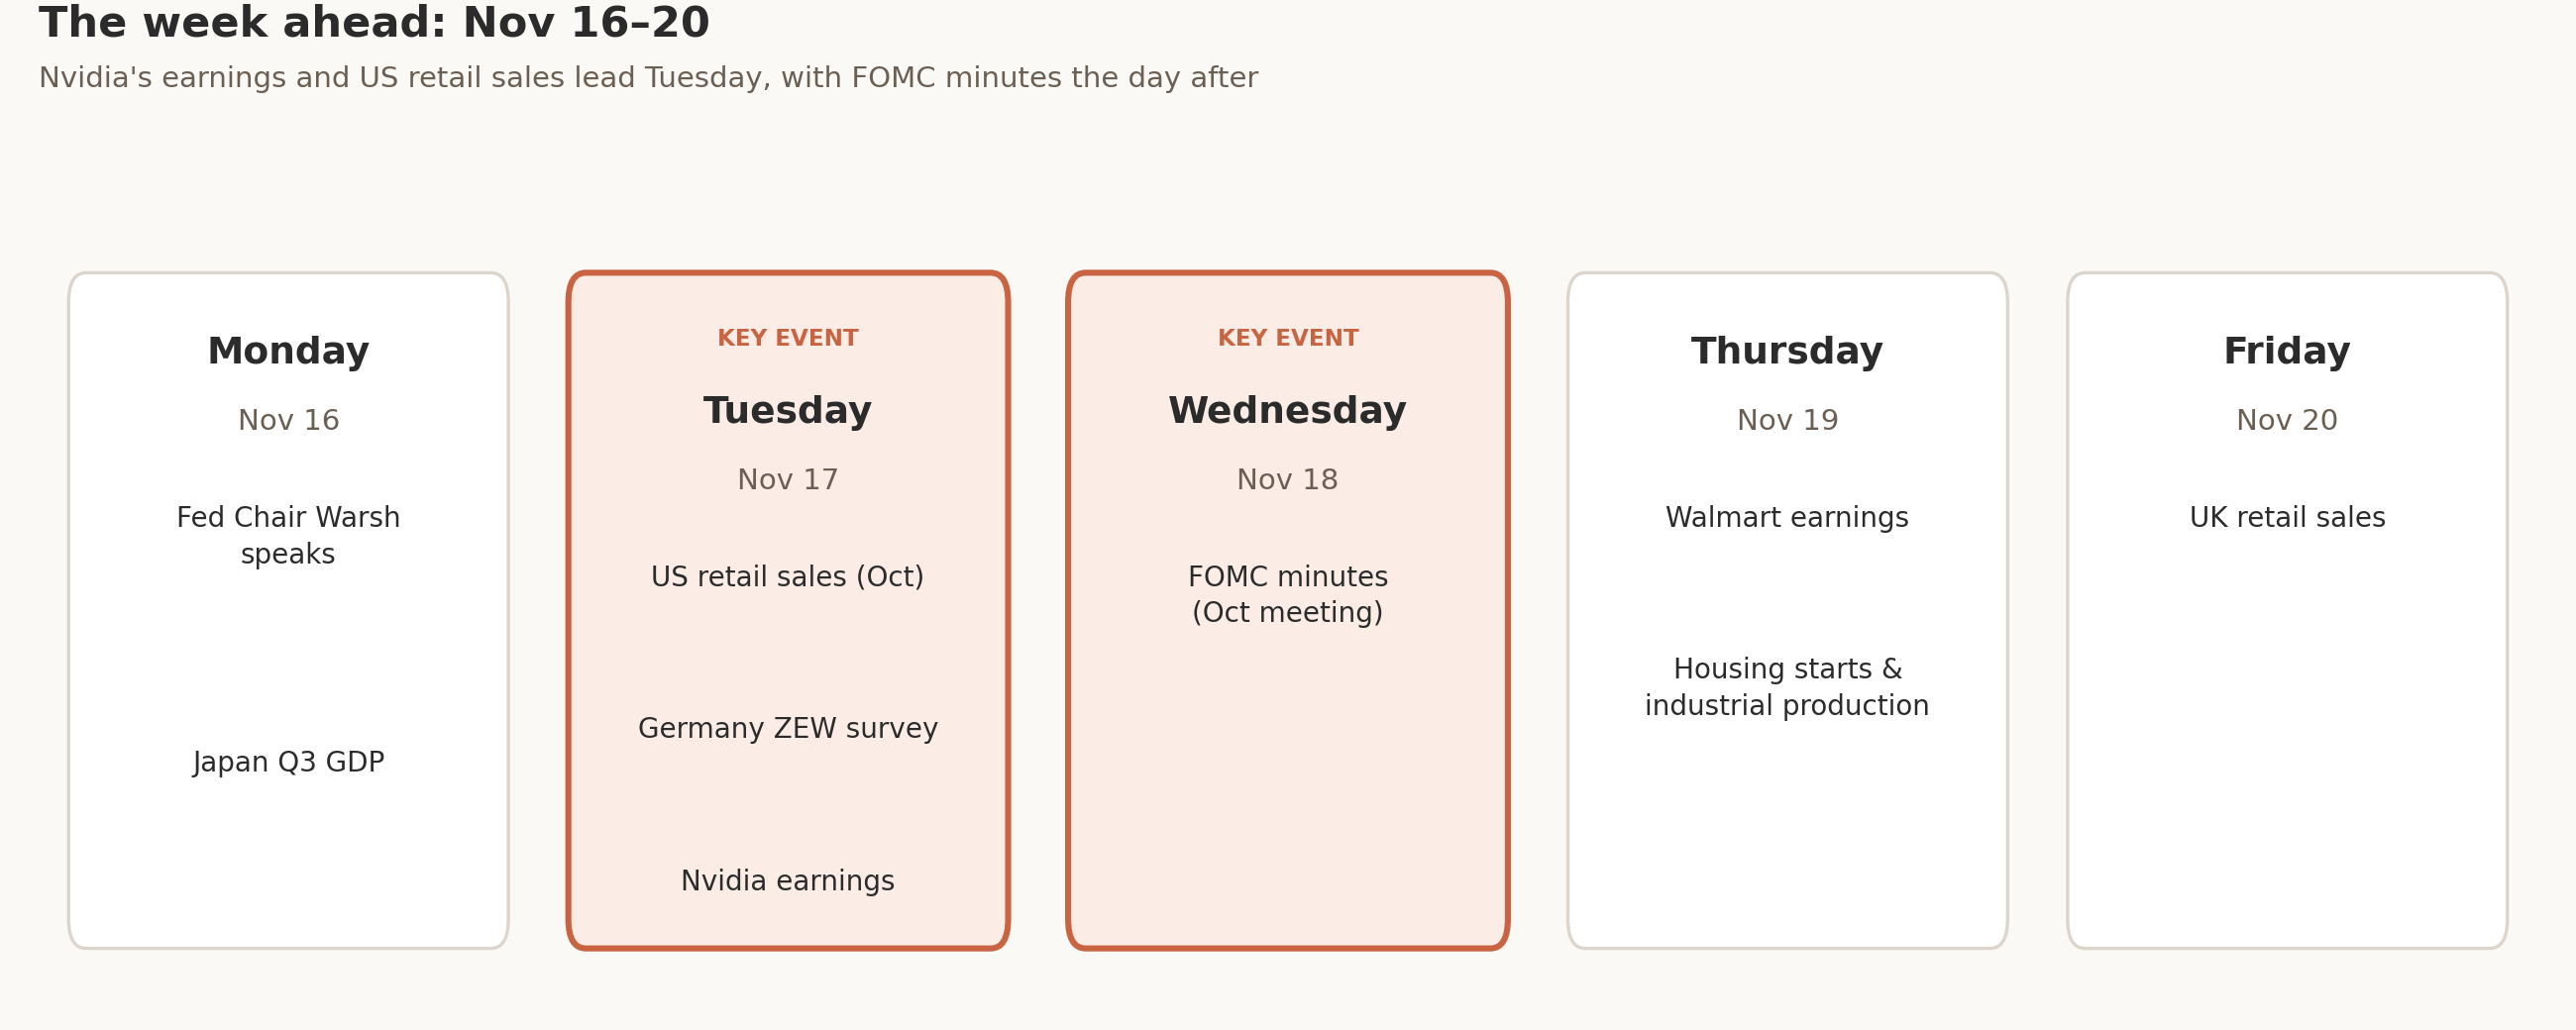 The week ahead: Nov 16–20
Nvidia's earnings and US retail sales lead Tuesday, with FOMC minutes the day after
Monday
Nov 16
Fed Chair Warsh
speaks
Japan Q3 GDP
KEY EVENT
Tuesday
Nov 17
US retail sales (Oct)
Germany ZEW survey
Nvidia earnings
KEY EVENT
Wednesday
Nov 18
FOMC minutes
(Oct meeting)
Thursday
Nov 19
Walmart earnings
Housing starts &
industrial production
Friday
Nov 20
UK retail sales